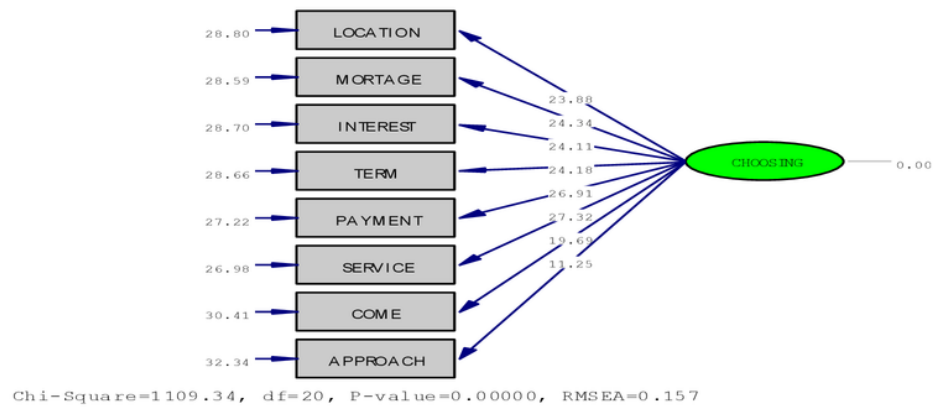 28.80 LOCATION
28.59 MORTAGE
28.70 INTEREST
28.66 TERM
27.22 PAYMENT
26.98 SERVICE
30.41 COME
32.34 APPROACH
23.88
24.34
24.11
24.18
26.91
27.32
19.69
11.25
CHOOSING 0.00
Chi-Square=1109.34, df=20, P-value=0.00000, RMSEA=0.157